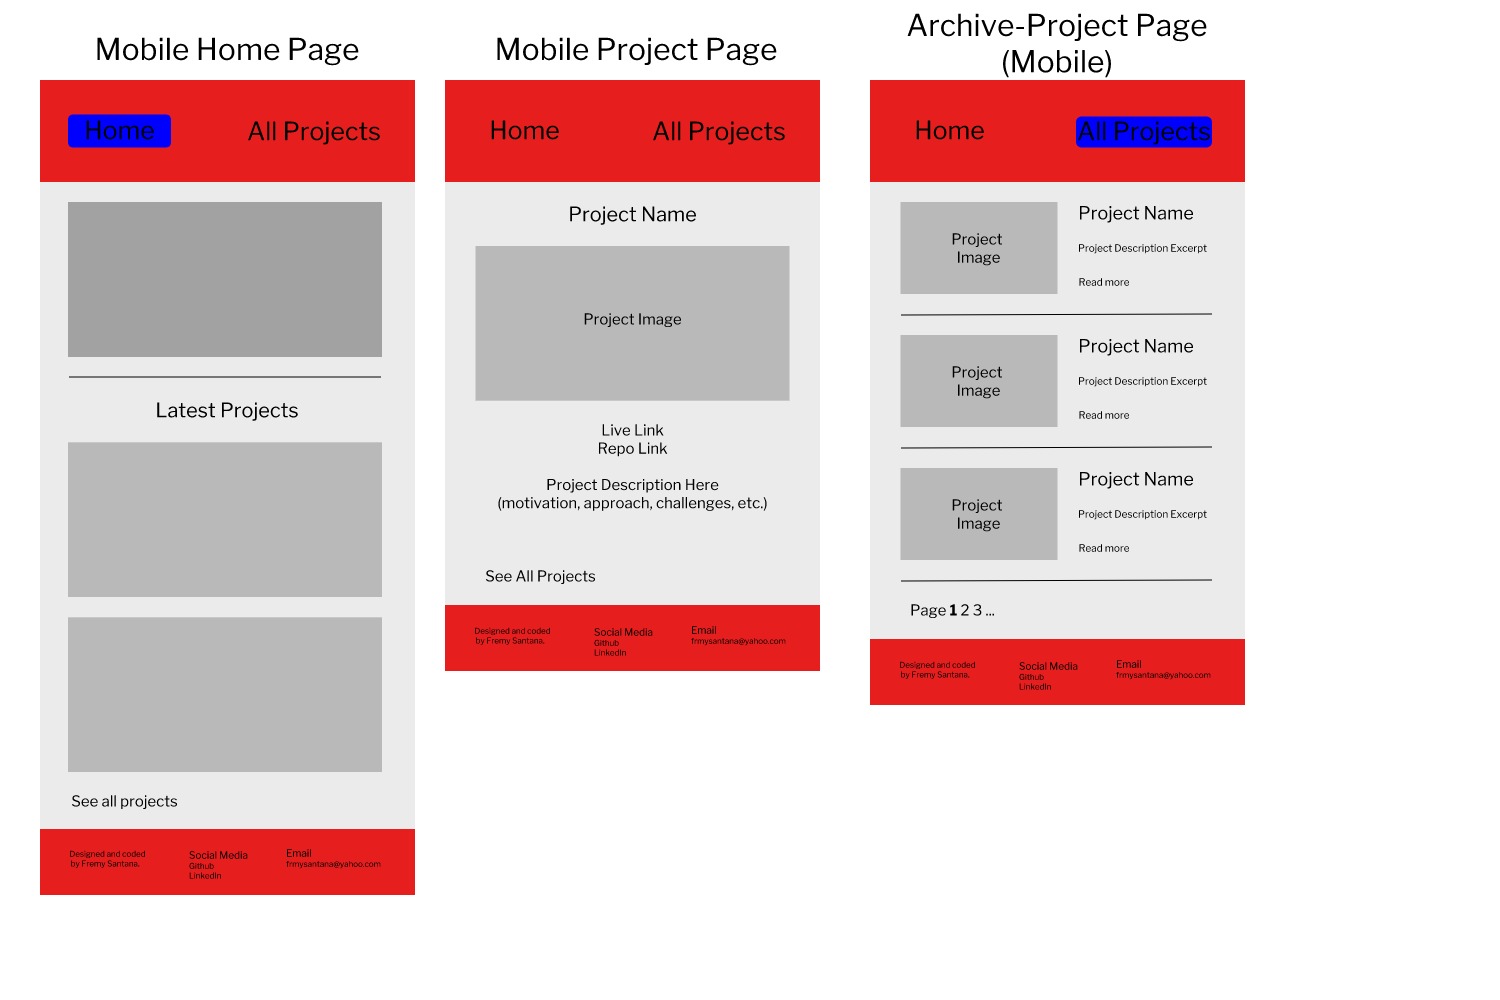 Mobile Home Page
Home
All Projects
Latest Projects
See all projects
Designed and coded
by Fremy Santana.
Social Media
Github
LinkedIn
Email
frmysantana@yahoo.com
Mobile Project Page
Home
All Projects
Project Name
Project Image
Live Link
Repo Link
Project Description Here
(motivation, approach, challenges, etc.)
See All Projects
Designed and coded
by Fremy Santana.
Social Media
Github
LinkedIn
Email
frmysantana@yahoo.com
Archive-Project Page
(Mobile)
Home
All Projects
Project
Image
Project Name
Project Description Excerpt
Read more
Project
Image
Project Name
Project Description Excerpt
Read more
Project
Image
Project Name
Project Description Excerpt
Read more
Page 1 2 3 ...
Designed and coded
by Fremy Santana.
Social Media
Github
LinkedIn
Email
frmysantana@yahoo.com